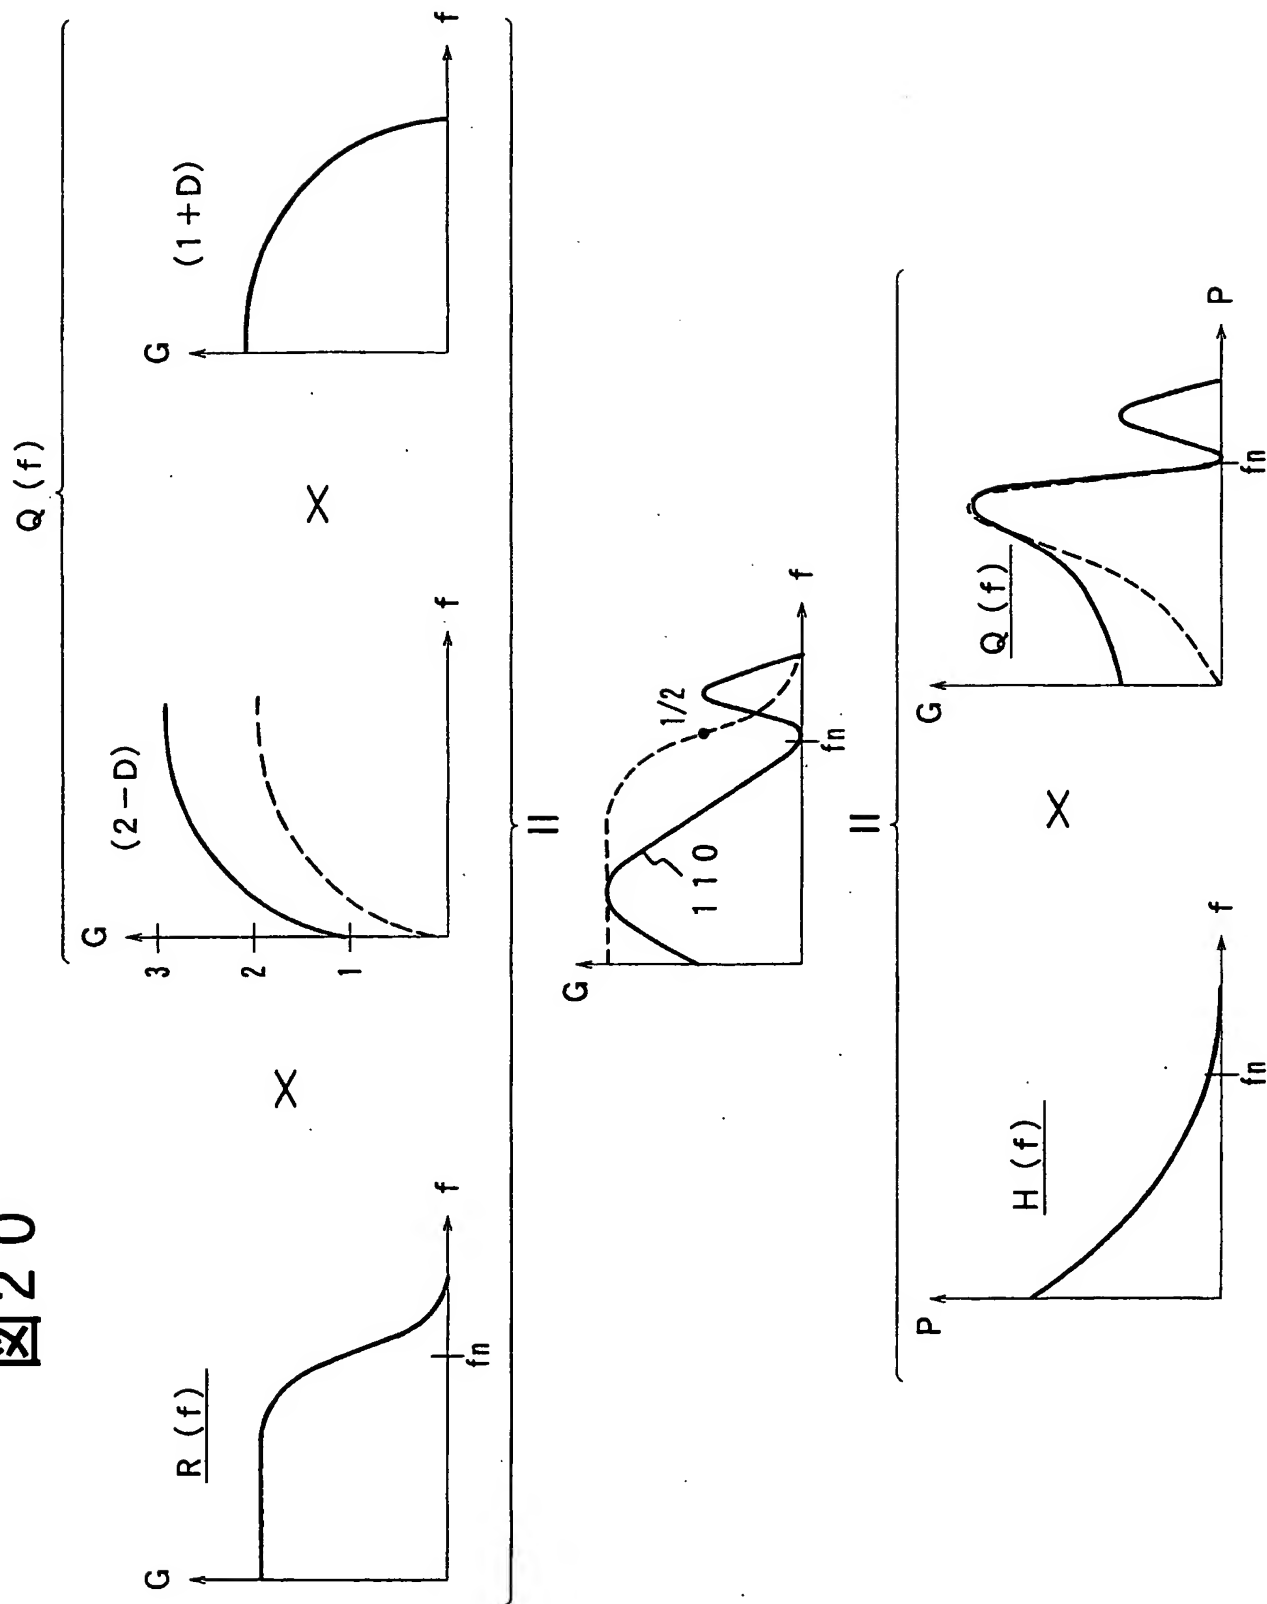 図20
Q (f)
R (f)
G
f
fn
X
(2−D)
G
3
2
1
f
X
(1+D)
G
f
=
G
110
1/2
fn
f
=
H (f)
P
fn
f
X
Q (f)
G
fn
P